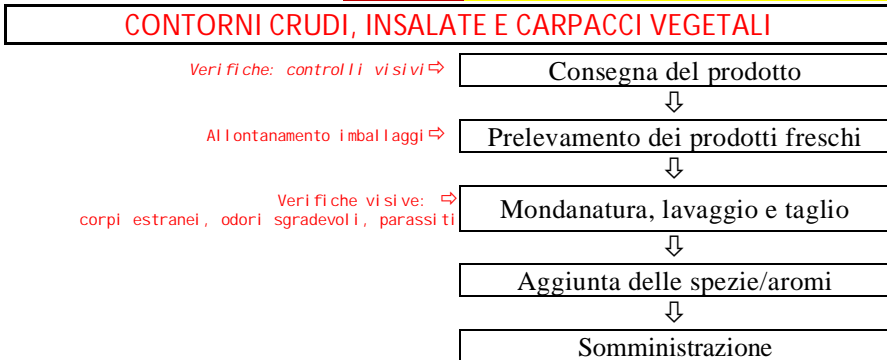 CONTORNI CRUDI, INSALATE E CARPACCI VEGETALI
Verifiche: controlli visivi⇨
Consegna del prodotto
⇩
Allontanamento imballaggi⇨
Prelevamento dei prodotti freschi
⇩
Verifiche visive: ⇨
corpi estranei, odori sgradevoli, parassiti
Mondanatura, lavaggio e taglio
⇩
Aggiunta delle spezie/aromi
⇩
Somministrazione